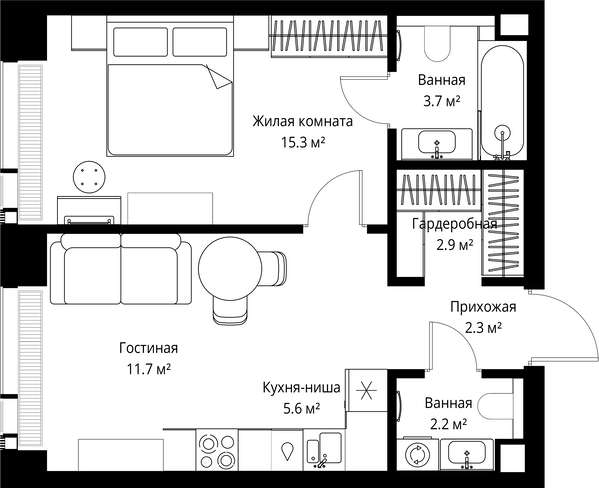 Ванная
3.7 м²
Жилая комната
15.3 м²
Гардеробная
2.9 м²
Прихожая
2.3 м²
Гостиная
11.7 м²
Кухня-ниша
5.6 м²
Ванная
2.2 м²